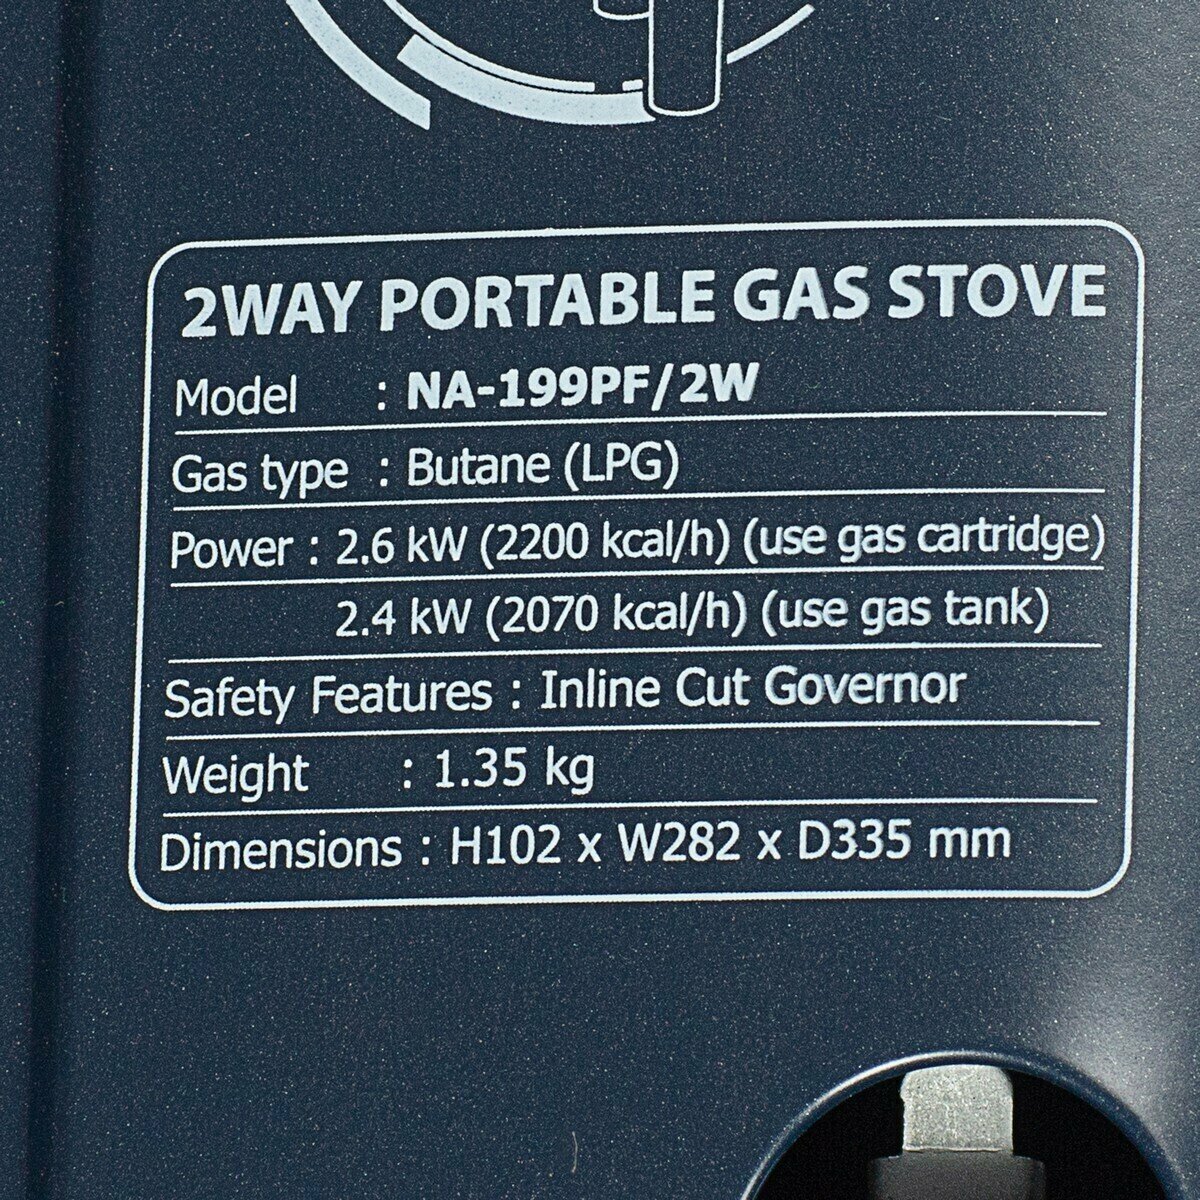 2WAY PORTABLE GAS STOVE
Model : NA-199PF/2W
Gas type : Butane (LPG)
Power : 2.6 kW (2200 kcal/h) (use gas cartridge)
2.4 kW (2070 kcal/h) (use gas tank)
Safety Features : Inline Cut Governor
Weight : 1.35 kg
Dimensions : H102 x W282 x D335 mm